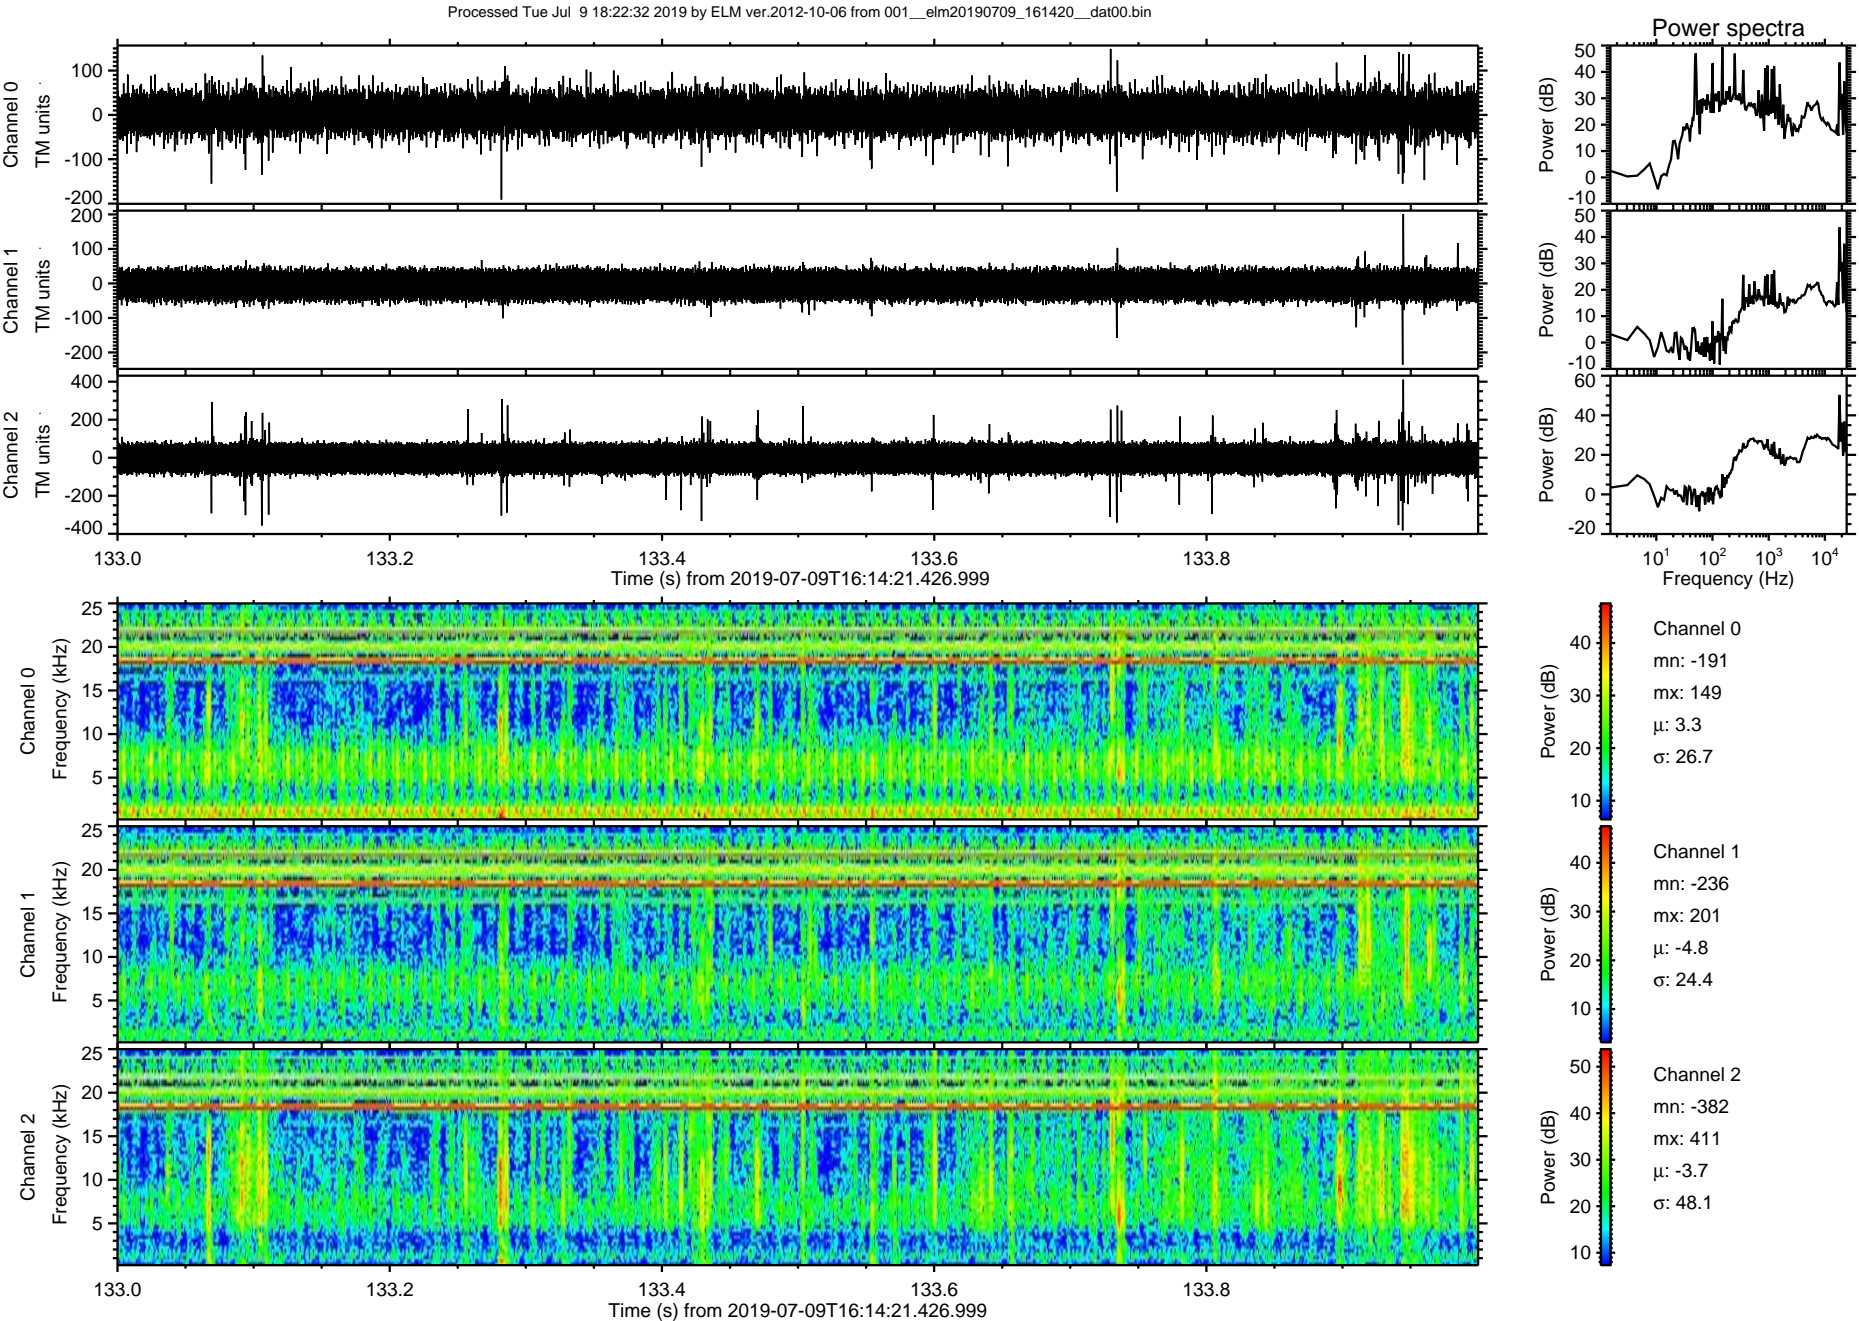 Processed Tue Jul  9 18:22:32 2019 by ELM ver.2012-10-06 from 001__elm20190709_161420__dat00.bin
Power spectra
Channel 0
TM units
100
0
-100
-200
Power (dB)
50
40
30
20
10
0
-10
Channel 1
TM units
200
100
0
-100
-200
Power (dB)
50
40
30
20
10
0
-10
Channel 2
TM units
400
200
0
-200
-400
Power (dB)
60
40
20
0
-20
133.0 133.2 133.4 133.6 133.8
Time (s) from 2019-07-09T16:14:21.426.999
10^1 10^2 10^3 10^4
Frequency (Hz)
Channel 0
Frequency (kHz)
25
20
15
10
5
Power (dB)
40
30
20
10
Channel 0
mn: -191
mx: 149
μ: 3.3
σ: 26.7
Channel 1
Frequency (kHz)
25
20
15
10
5
Power (dB)
40
30
20
10
Channel 1
mn: -236
mx: 201
μ: -4.8
σ: 24.4
Channel 2
Frequency (kHz)
25
20
15
10
5
Power (dB)
50
40
30
20
10
Channel 2
mn: -382
mx: 411
μ: -3.7
σ: 48.1
133.0 133.2 133.4 133.6 133.8
Time (s) from 2019-07-09T16:14:21.426.999